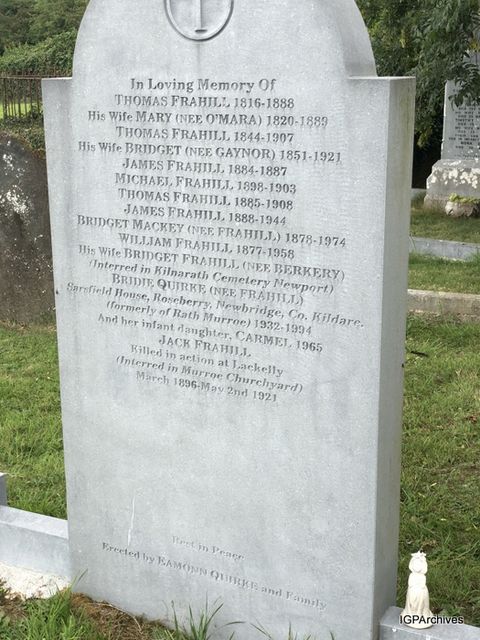 In Loving Memory Of
THOMAS FRAHILL 1816-1888
His Wife MARY (NEE O'MARA) 1820-1889
THOMAS FRAHILL 1844-1907
His Wife BRIDGET (NEE GAYNOR) 1851-1921
JAMES FRAHILL 1884-1887
MICHAEL FRAHILL 1898-1903
THOMAS FRAHILL 1885-1908
JAMES FRAHILL 1888-1944
BRIDGET MACKEY (NEE FRAHILL) 1878-1974
WILLIAM FRAHILL 1877-1958
His Wife BRIDGET FRAHILL (NEE BERKERY)
(Interred in Kilnarath Cemetery Newport)
BRIDIE QUIRKE (NEE FRAHILL)
Sarsfield House, Roseberry, Newbridge, Co. Kildare.
(formerly of Rath Murroe) 1932-1994
And her infant daughter, CARMEL 1965
JACK FRAHILL
Killed in action at Lackelly
(Interred in Murroe Churchyard)
March 1896-May 2nd 1921
Rest in Peace
Erected by EAMONN QUIRKE and Family
IGPArchives